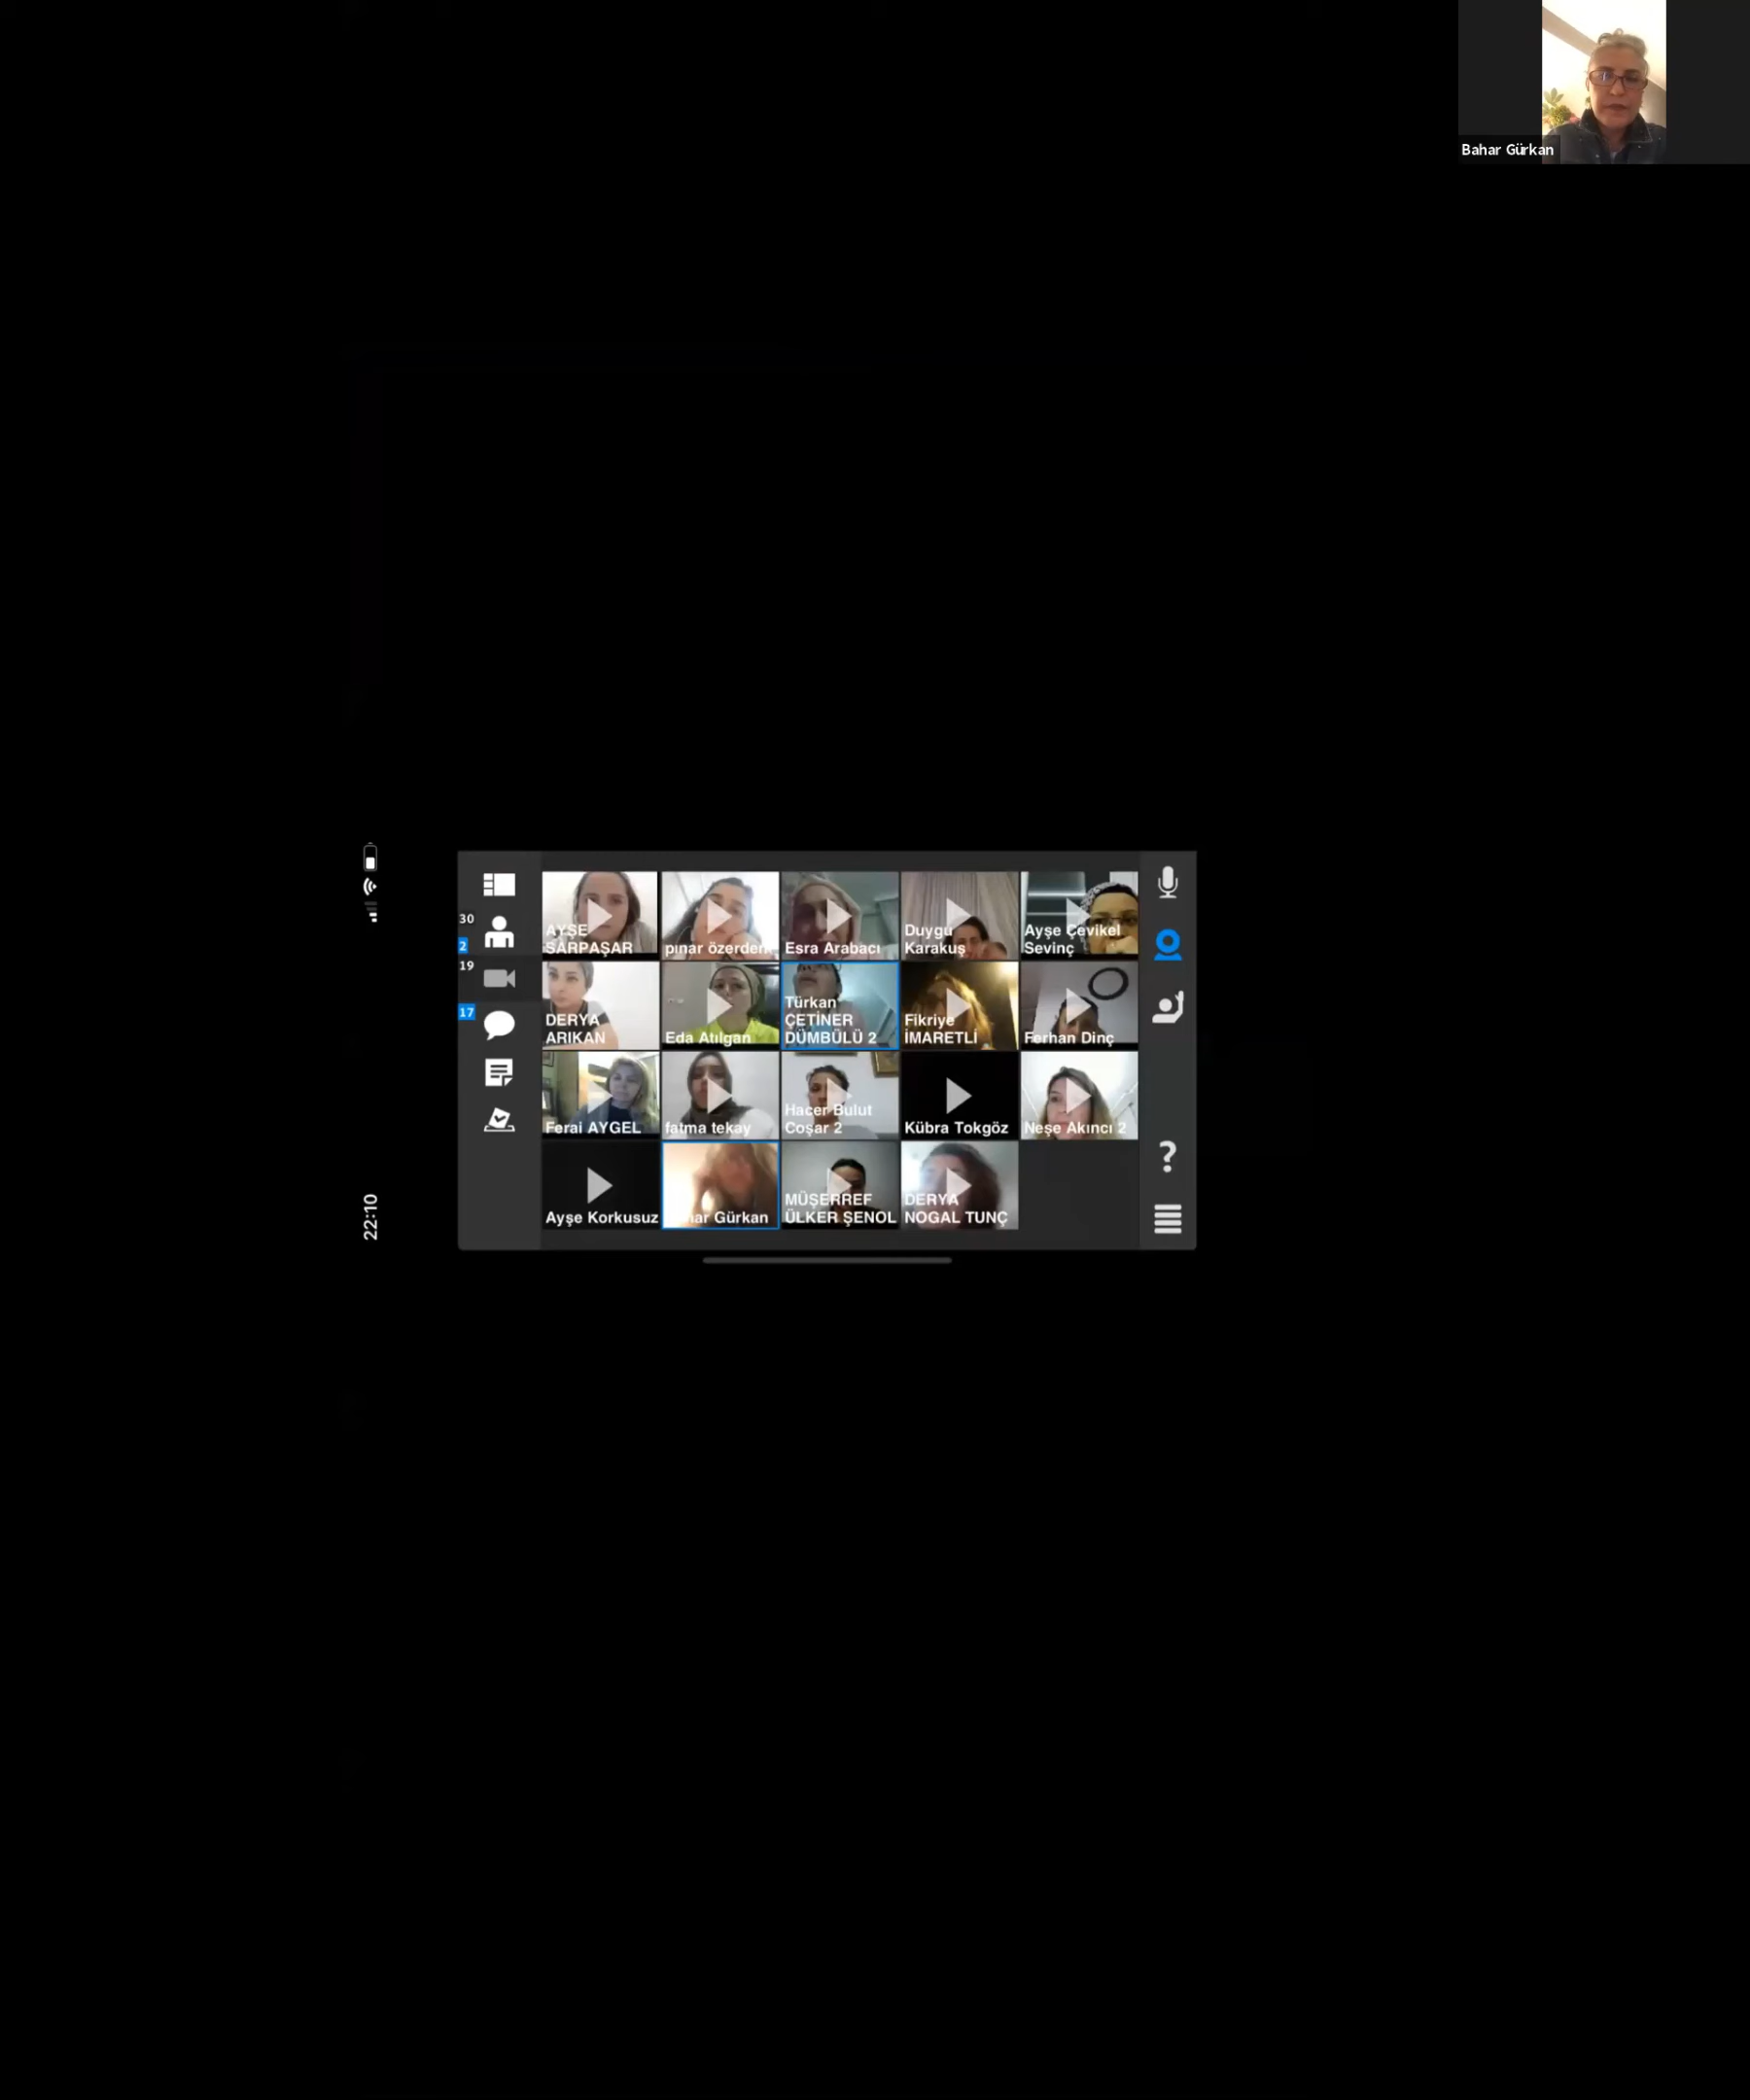 Bahar Gürkan
30
2
19
17
AYŞE
SARPAŞAR
pınar özerden
Esra Arabacı
Duygu
Karakuş
Ayşe Çevikel
Sevinç
DERYA
ARIKAN
Eda Atılgan
Türkan
ÇETİNER
DÜMBÜLÜ 2
Fikriye
İMARETLİ
Ferhan Dinç
Ferai AYGEL
fatma tekay
Hacer Bulut
Coşar 2
Kübra Tokgöz
Neşe Akıncı 2
Ayşe Korkusuz
Gürkan
MÜŞERREF
ÜLKER ŞENOL
DERYA
NOGAL TUNÇ
?
22:10